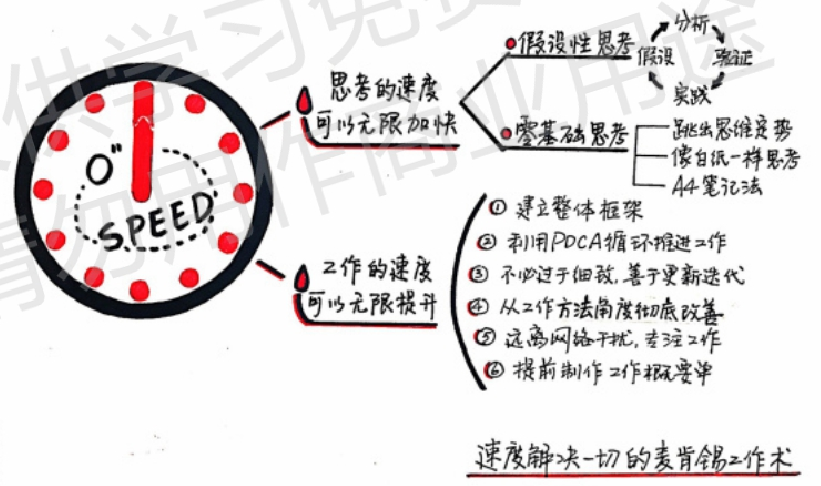 供学习免费
请勿用作商业用途
0"
SPEED
思考的速度
可以无限加快
假设性思考
分析
验证
实战
假设
零基础思考
跳出思维定势
像白纸一样思考
A4笔记法
工作的速度
可以无限提升
① 建立整体框架
② 利用PDCA循环推进工作
③ 不必过于细致,善于更新迭代
④ 从工作方法角度彻底改善
⑤ 远离网络干扰,专注工作
⑥ 提前制作工作概要单
速度解决一切的麦肯锡工作术